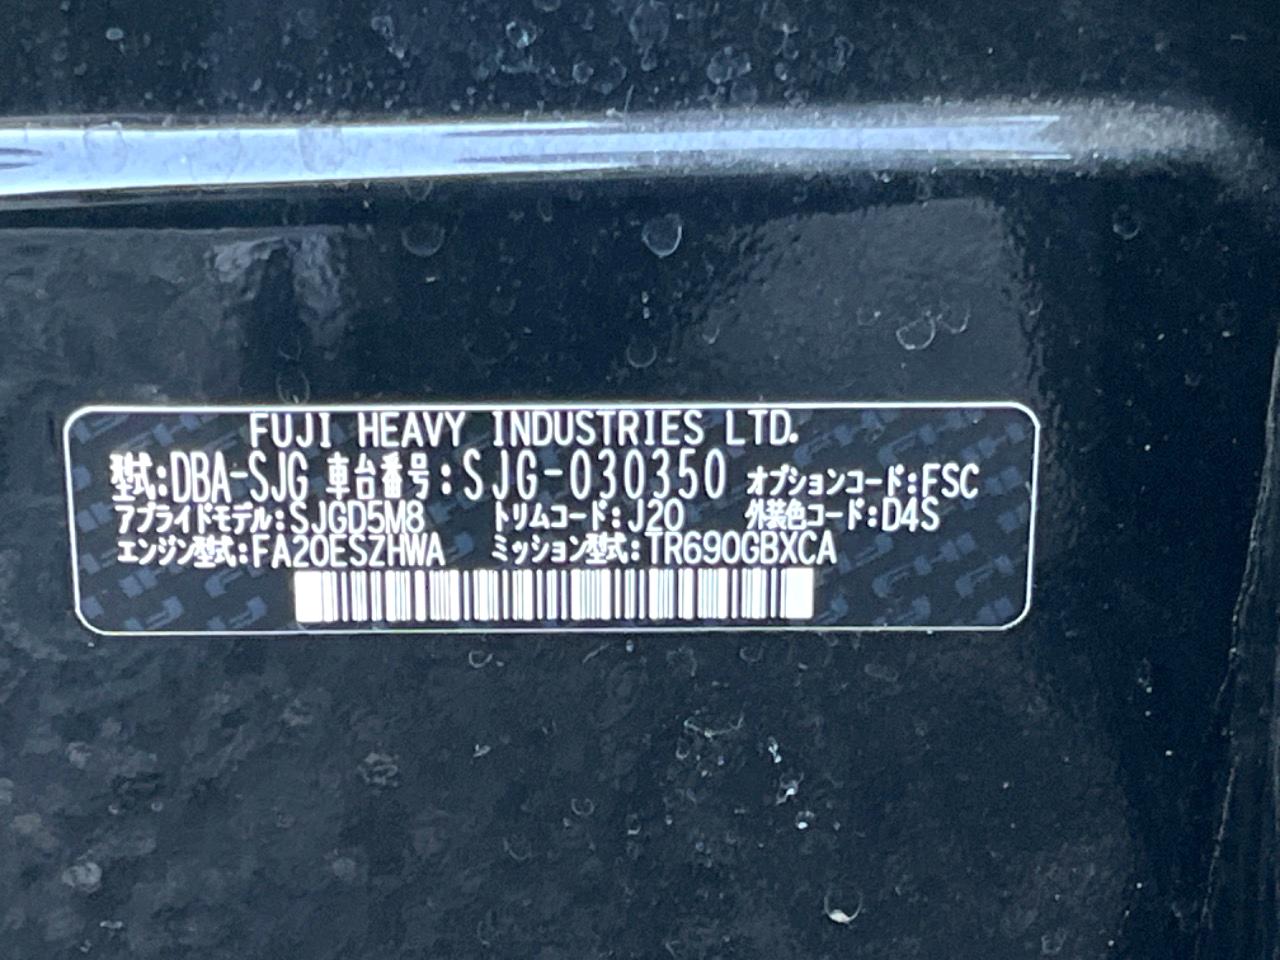 FUJI HEAVY INDUSTRIES LTD.
型式:DBA-SJG 車台番号:SJG-030350 オプションコード:FSC
アプライドモデル:SJGD5M8 トリムコード:J20 外装色コード:D4S
エンジン型式:FA20ESZHWA ミッション型式:TR690GBXCA